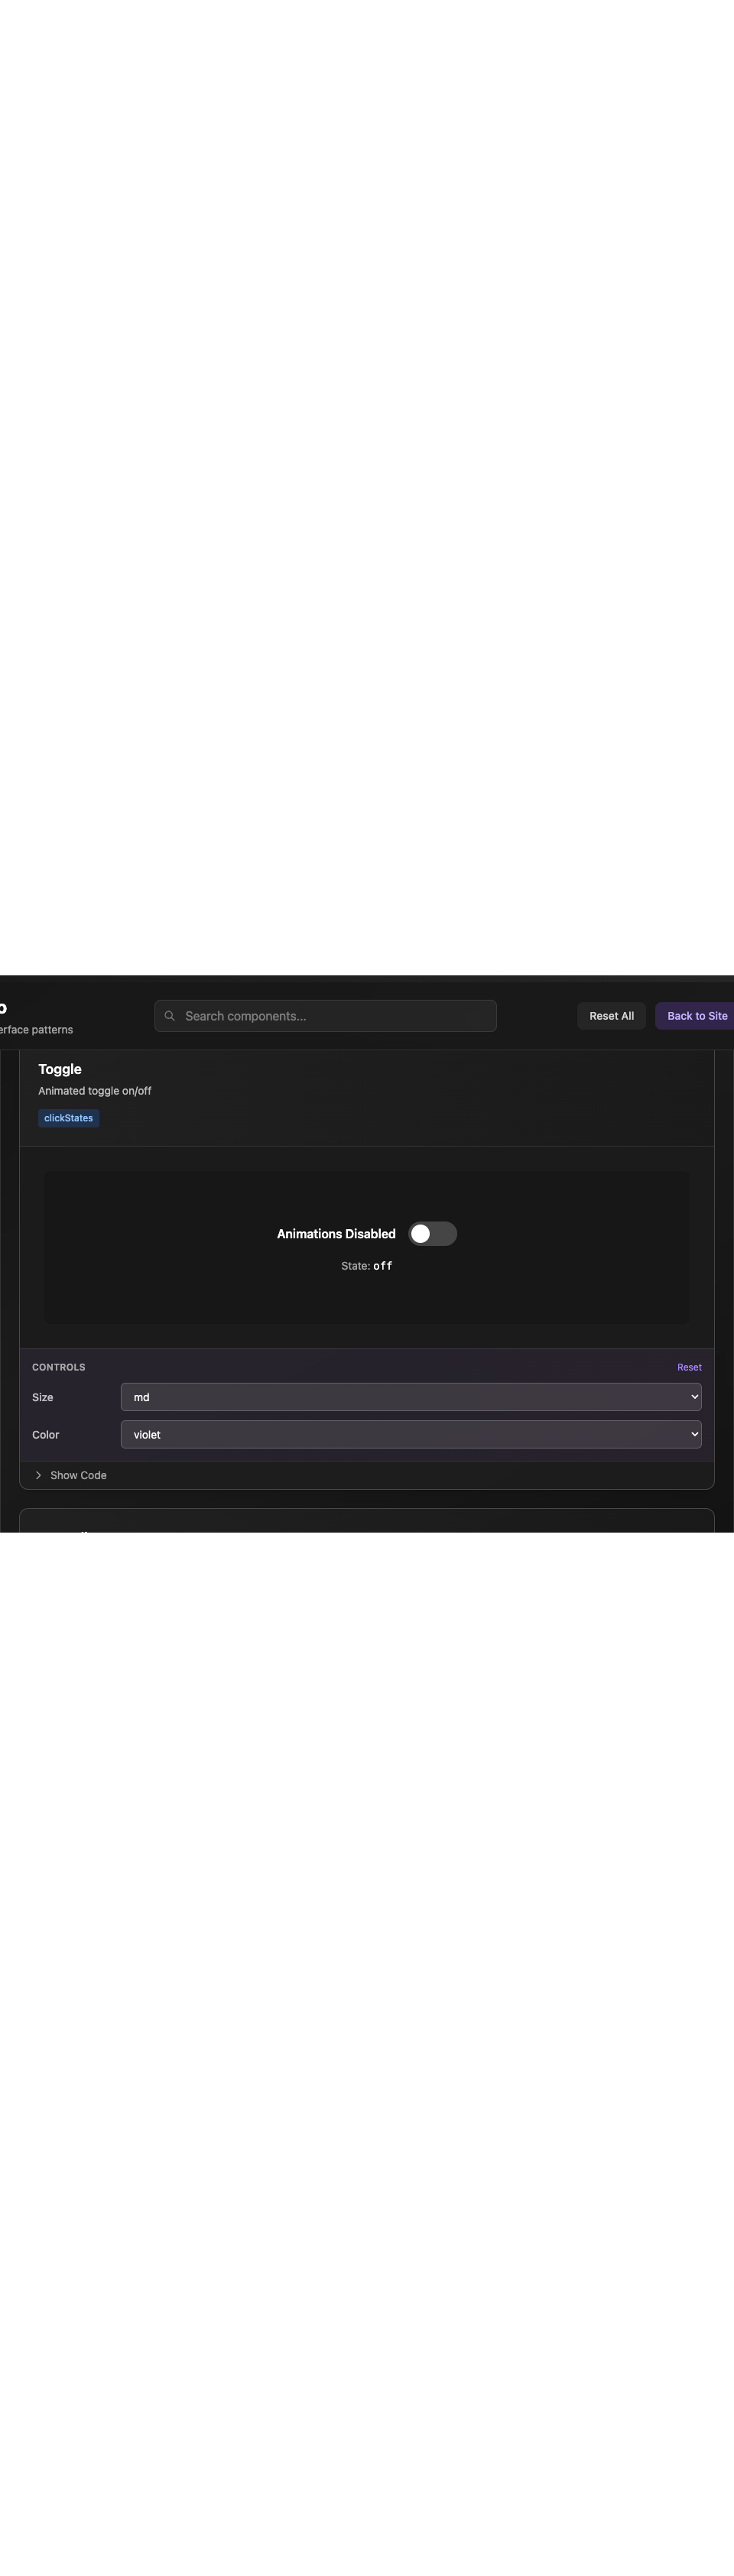 erface patterns
Search components...
Reset All
Back to Site
Toggle
Animated toggle on/off
clickStates
Animations Disabled
State: off
CONTROLS
Reset
Size
md
Color
violet
Show Code